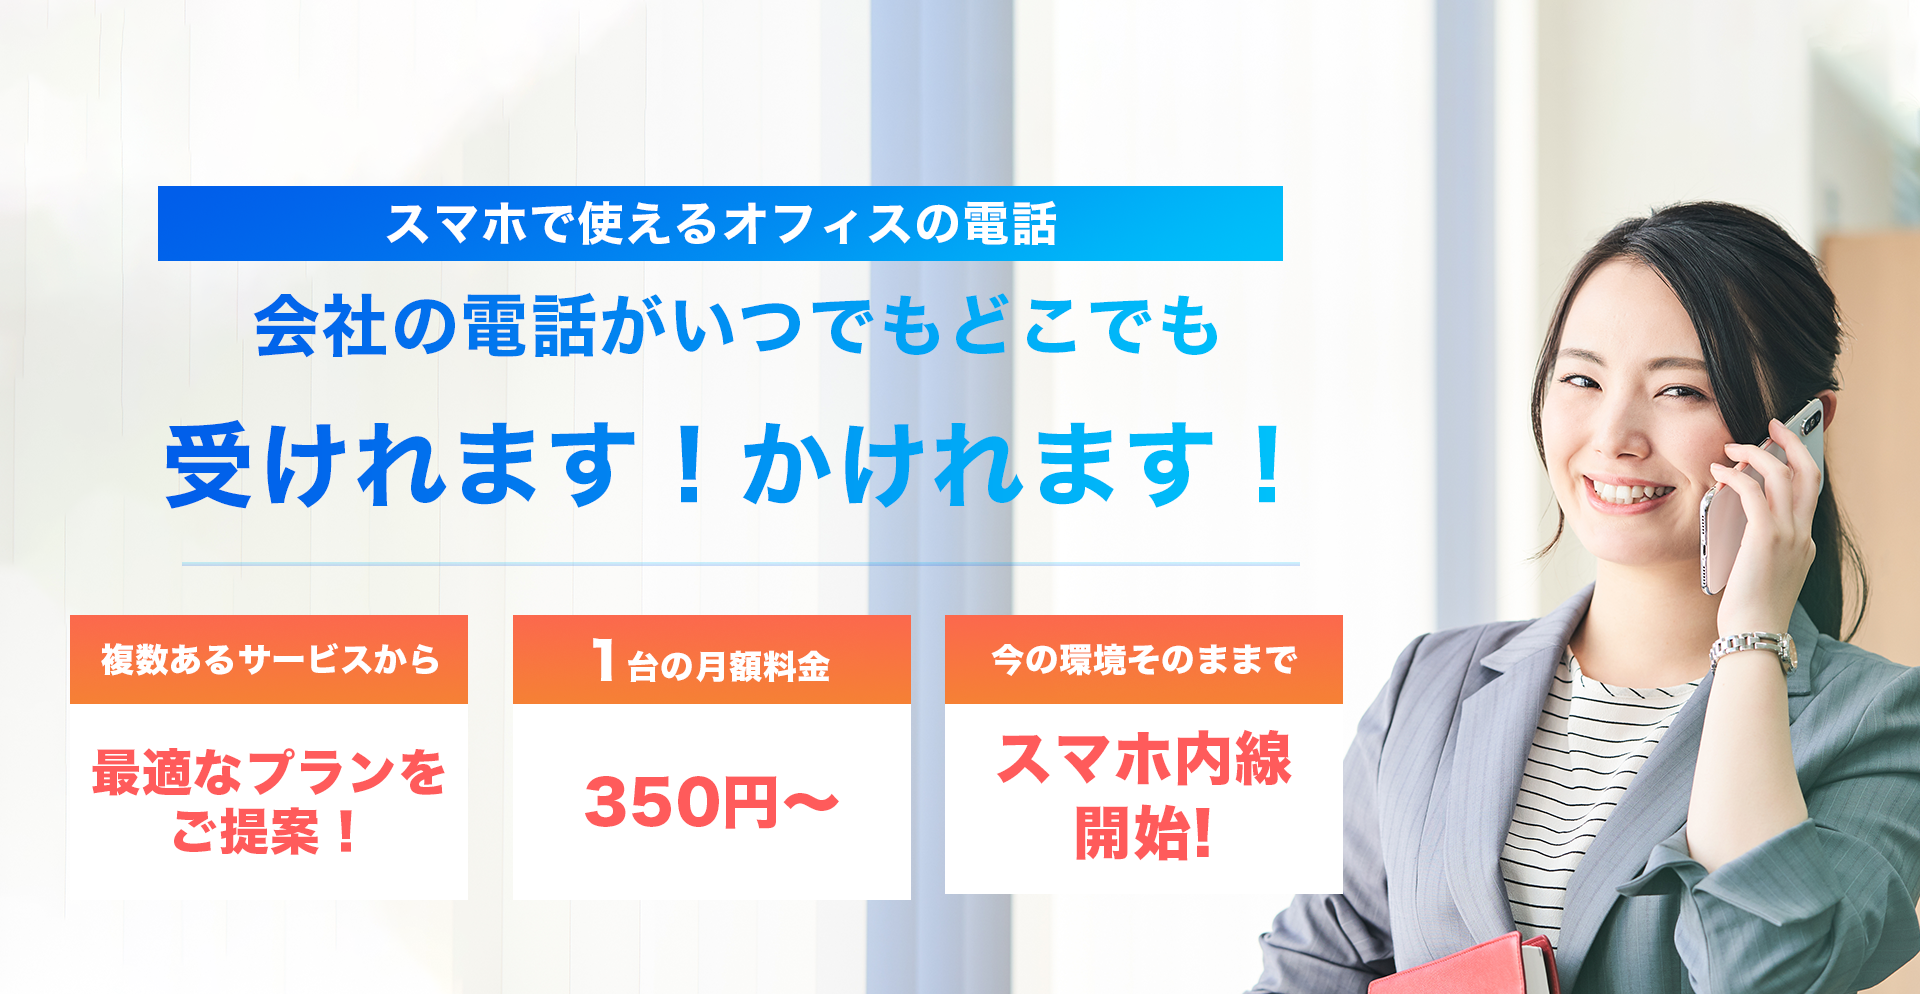 スマホで使えるオフィスの電話
会社の電話がいつでもどこでも
受けれます！かけれます！
複数あるサービスから
最適なプランを
ご提案！
1台の月額料金
350円〜
今の環境そのままで
スマホ内線
開始!